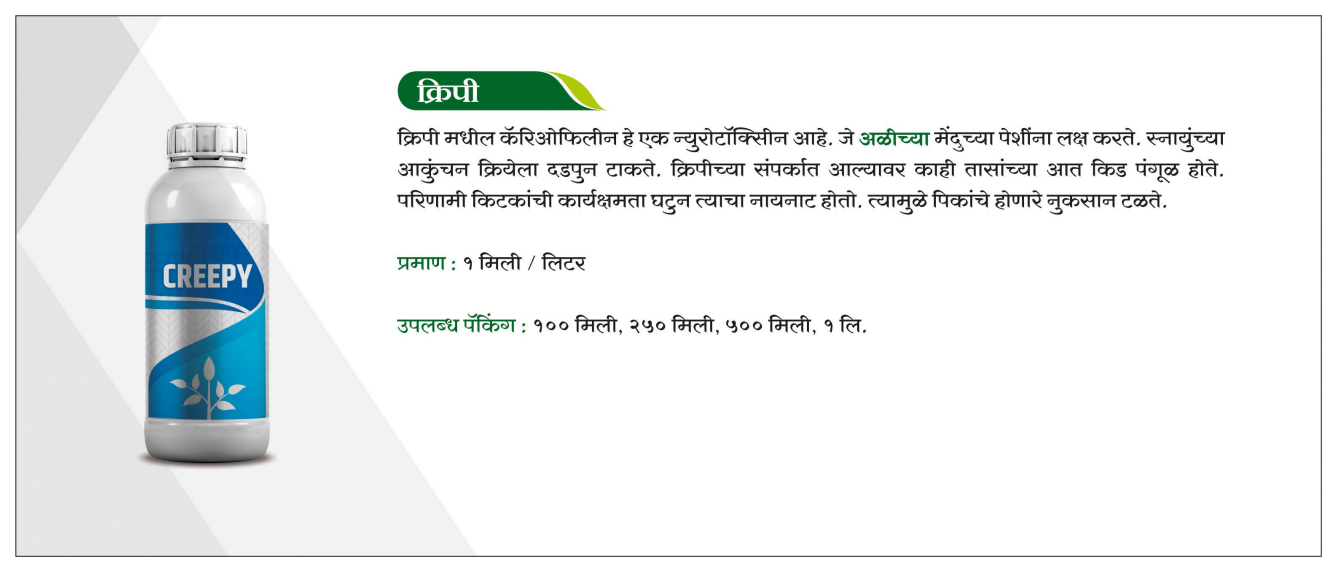 क्रिपी
क्रिपी मधील कॅरिओफिलीन हे एक न्युरोटॉक्सिीन आहे. जे अळीच्या मेंदुच्या पेशींना लक्ष करते. स्नायुंच्या
आकुंचन क्रियेला दडपुन टाकते. क्रिपीच्या संपर्कात आल्यावर काही तासांच्या आत किड पंगूळ होते.
परिणामी किटकांची कार्यक्षमता घटुन त्याचा नायनाट होतो. त्यामुळे पिकांचे होणारे नुकसान टळते.
CREEPY
प्रमाण : १ मिली / लिटर
उपलब्ध पॅकिंग : १०० मिली, २५० मिली, ५०० मिली, १ लि.